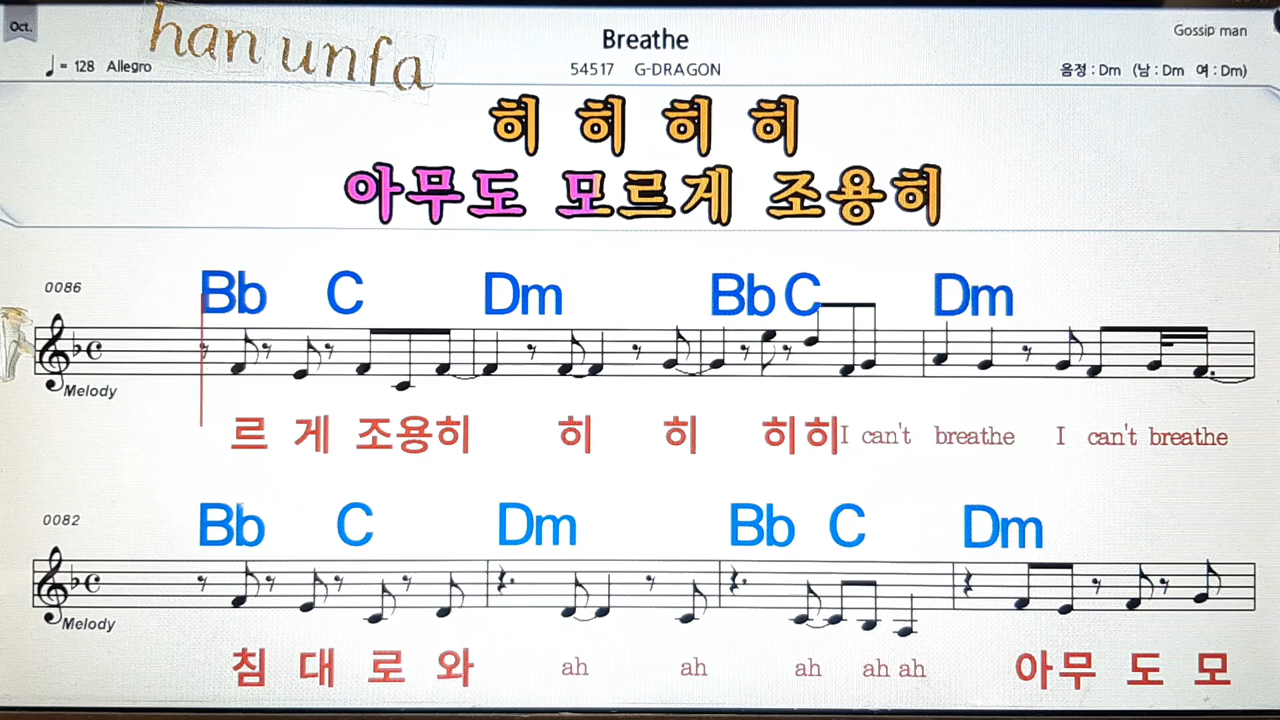 Oct.
han unfa
Breathe
Gossip man
♩= 128 Allegro
54517 G-DRAGON
음정 : Dm (남 : Dm 여 : Dm)
히 히 히 히
아무도 모르게 조용히
0086
Bb C Dm Bb C Dm
Melody
르 게 조용히 히 히 히 히 I can't breathe I can't breathe
0082
Bb C Dm Bb C Dm
Melody
침 대 로 와 ah ah ah ah ah 아무 도 모